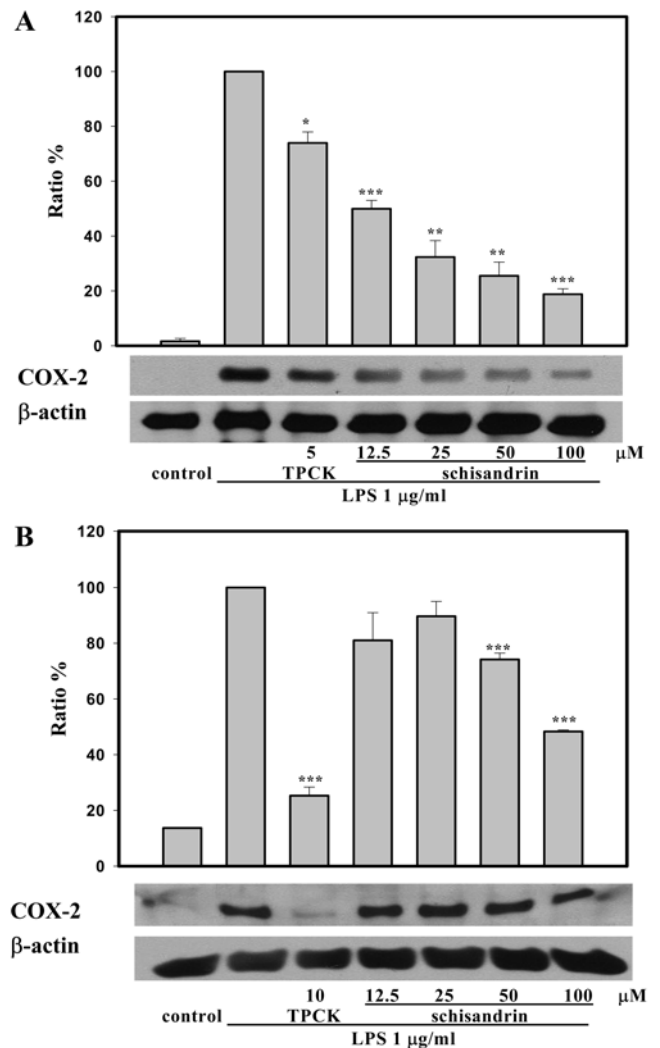 A
120
100
80
60
40
20
0
Ratio %
*
***
**
**
***
COX-2
β-actin
5 12.5 25 50 100 μM
control TPCK schisandrin
LPS 1 μg/ml
B
120
100
80
60
40
20
0
Ratio %
***
***
***
COX-2
β-actin
10 12.5 25 50 100 μM
control TPCK schisandrin
LPS 1 μg/ml